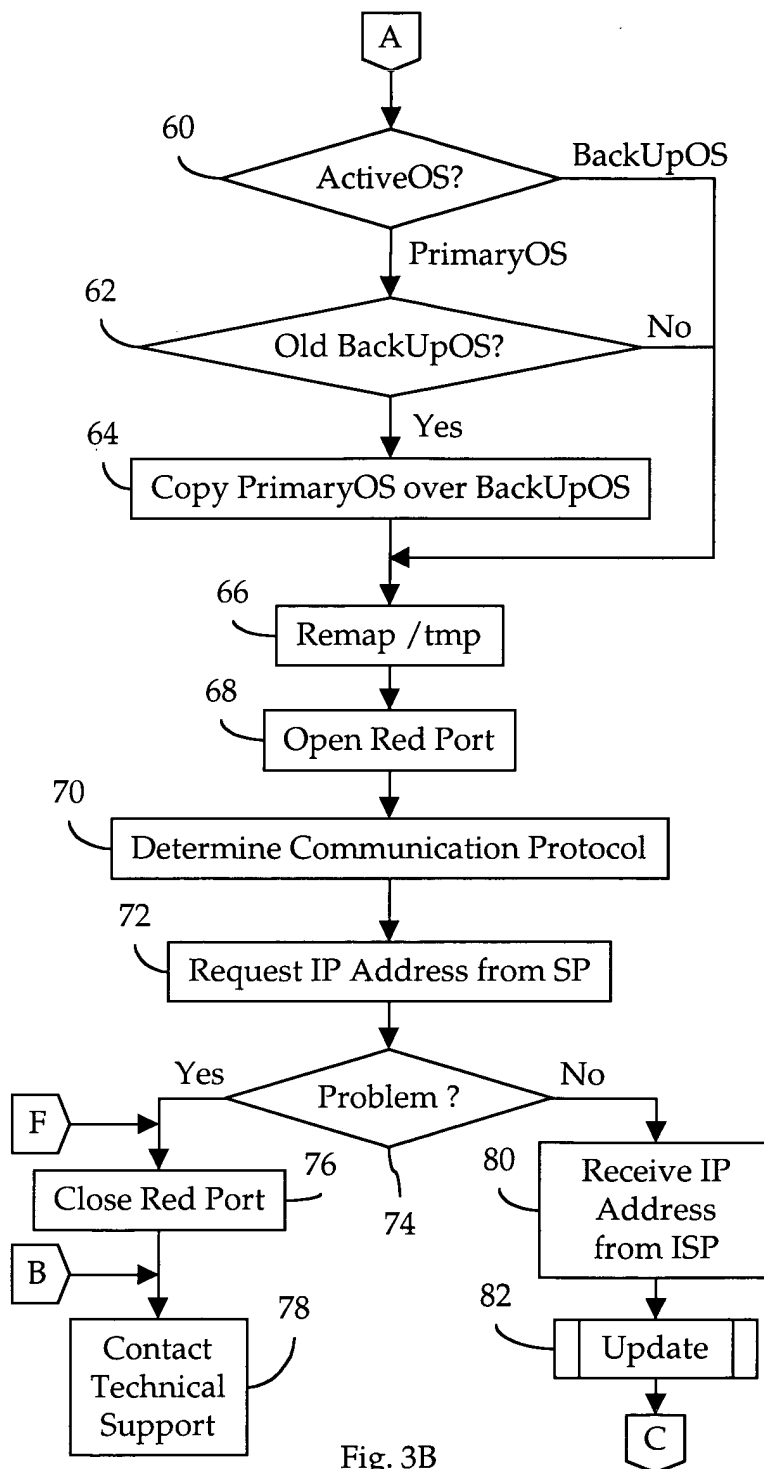 A
60
ActiveOS?
BackUpOS
PrimaryOS
62
Old BackUpOS?
No
Yes
64
Copy PrimaryOS over BackUpOS
66
Remap /tmp
68
Open Red Port
70
Determine Communication Protocol
72
Request IP Address from SP
Yes
Problem ?
No
74
F
Close Red Port
76
B
78
Contact
Technical
Support
80
Receive IP
Address
from ISP
82
Update
C
Fig. 3B